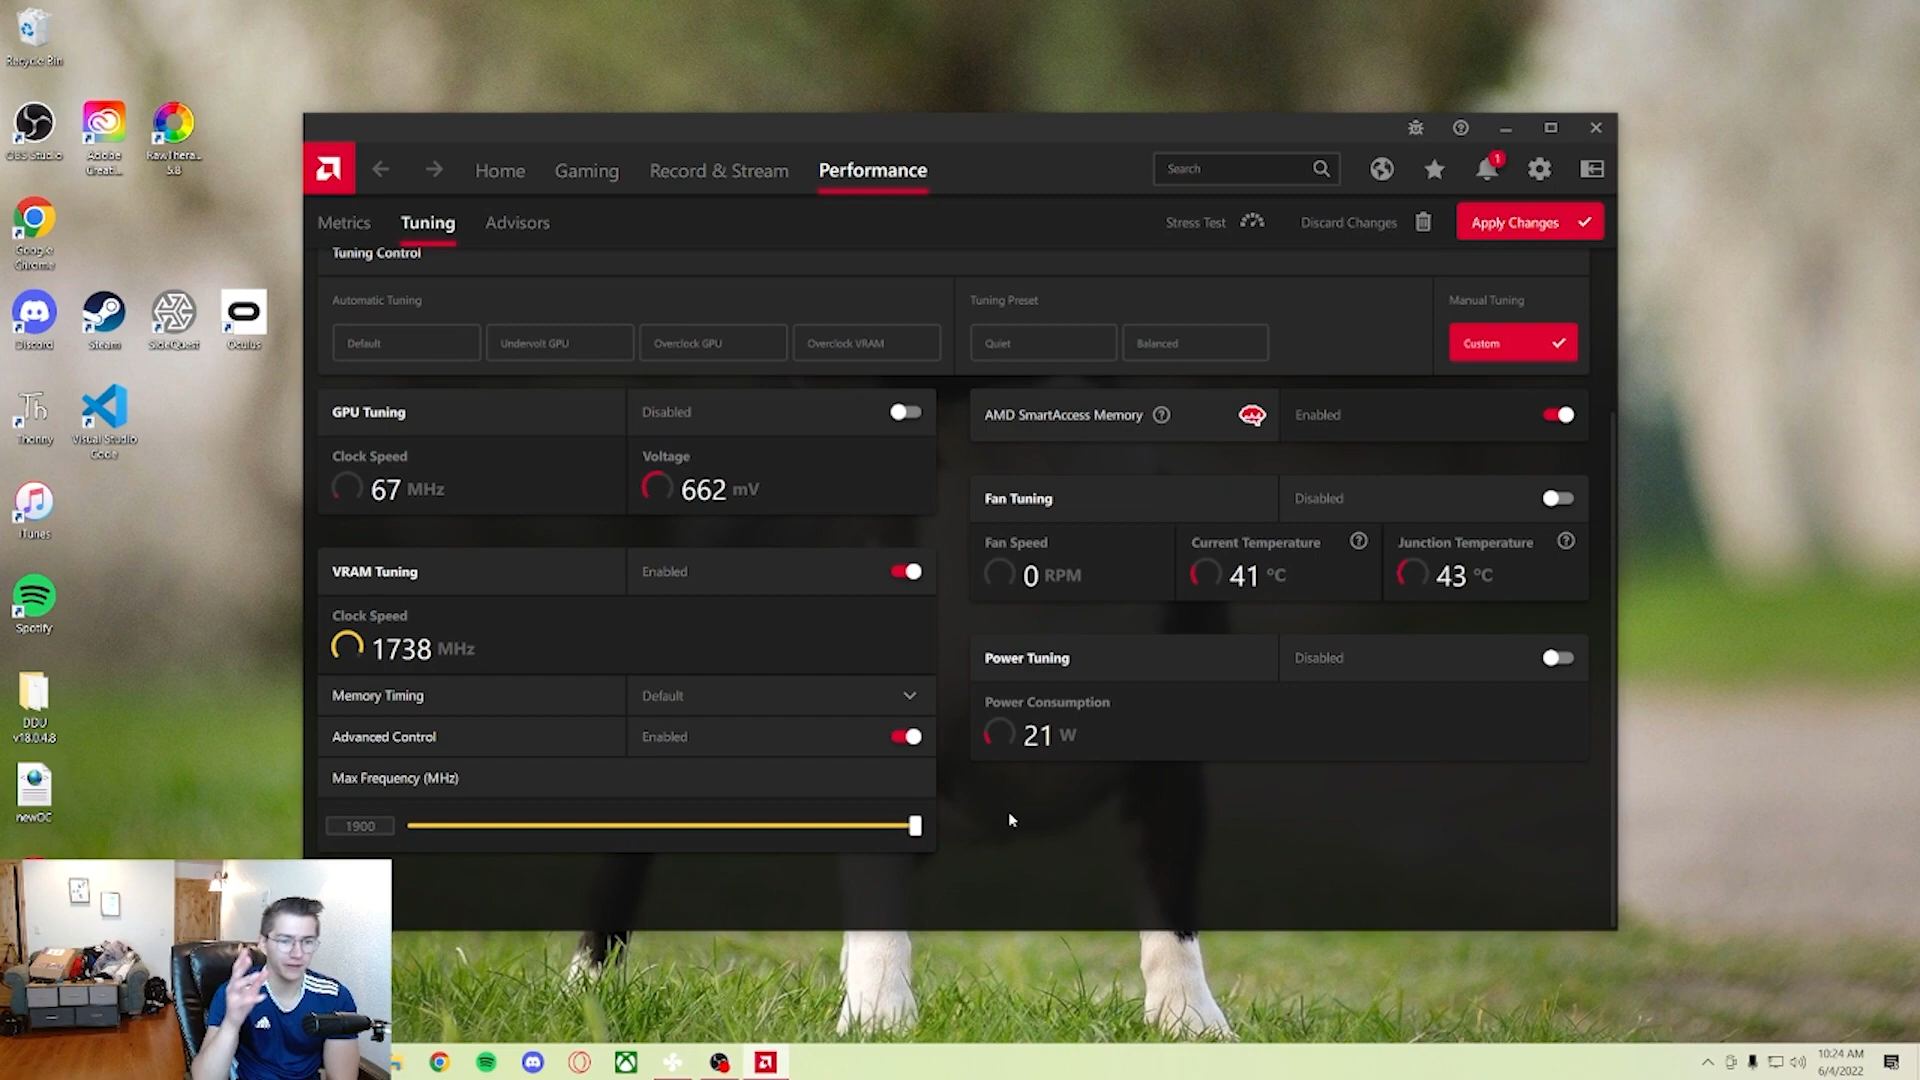 Recycle Bin
OBS Studio
Adobe Creati...
RawThera... 5.8
Google Chrome
Discord
Steam
SideQuest
Oculus
Thonny
Visual Studio Code
iTunes
Spotify
DDU v18.0.4.8
newOC
Home
Gaming
Record & Stream
Performance
Search
1
Metrics
Tuning
Advisors
Stress Test
Discard Changes
Apply Changes
Tuning Control
Automatic Tuning
Default
Undervolt GPU
Overclock GPU
Overclock VRAM
Tuning Preset
Quiet
Balanced
Manual Tuning
Custom
GPU Tuning
Disabled
Clock Speed
67 MHz
Voltage
662 mV
VRAM Tuning
Enabled
Clock Speed
1738 MHz
Memory Timing
Default
Advanced Control
Enabled
Max Frequency (MHz)
1900
AMD SmartAccess Memory
Enabled
Fan Tuning
Disabled
Fan Speed
0 RPM
Current Temperature
41 °C
Junction Temperature
43 °C
Power Tuning
Disabled
Power Consumption
21 W
10:24 AM
6/4/2022